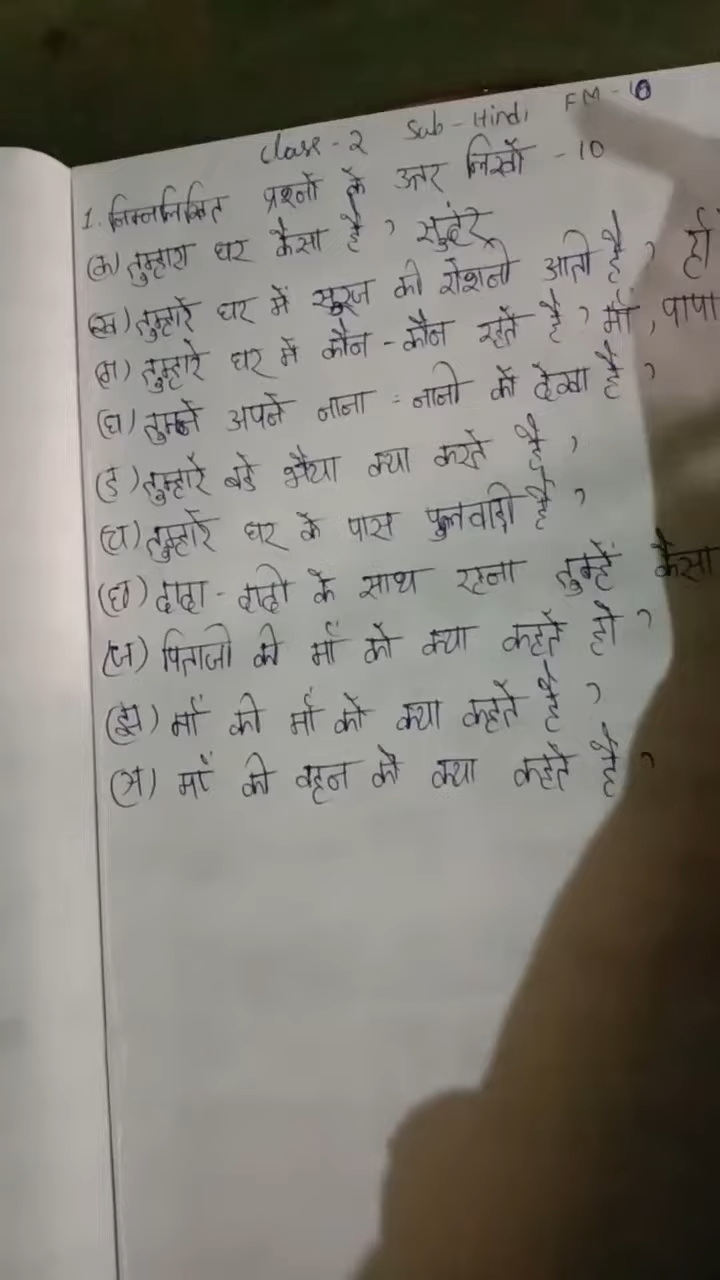 Class - 2 Sub - Hindi FM - 10
1. निम्नलिखित प्रश्नों के उत्तर लिखों - 10
(क) तुम्हारा घर कैसा है ? सुंदर
(ख) तुम्हारे घर में सूरज की रोशनी आती है ? हाँ
(ग) तुम्हारे घर में कौन - कौन रहते है ? माँ , पापा
(घ) तुमने अपने नाना - नानी को देखा है ?
(ड) तुम्हारे बडे भैया क्या करते है ?
(च) तुम्हारे घर के पास फुलवाड़ी है ?
(छ) दादा - दादी के साथ रहना तुम्हें कैसा
(ज) पिताजी की माँ को क्या कहते हो ?
(झ) माँ की माँ को क्या कहते है ?
(ञ) माँ की बहन को क्या कहते है ?